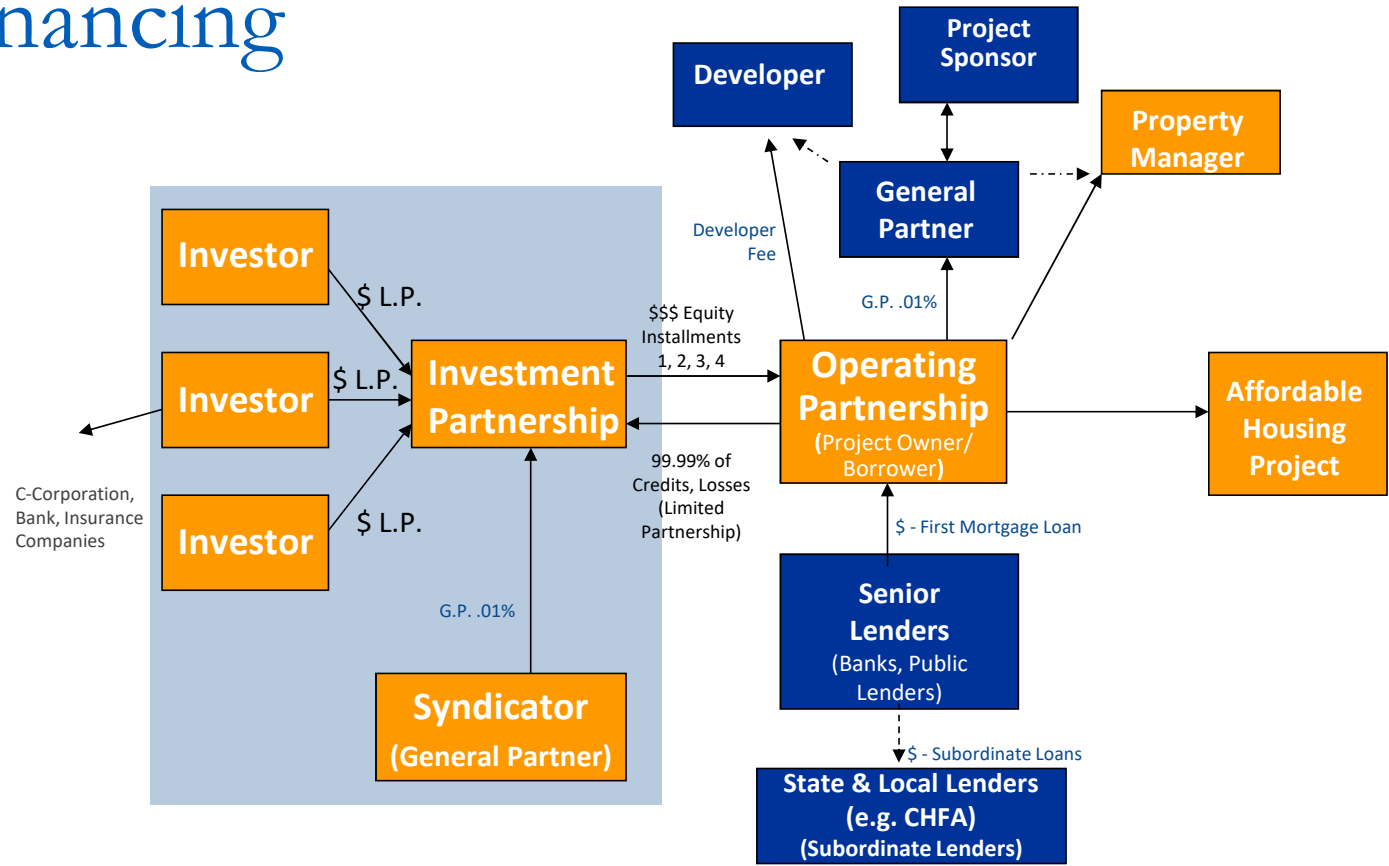 nancing
Developer
Project
Sponsor
Property
Manager
General
Partner
Developer
Fee
G.P. .01%
Investor
$ L.P.
Investor
$ L.P.
Investor
$ L.P.
Investment
Partnership
$$$ Equity
Installments
1, 2, 3, 4
Operating
Partnership
(Project Owner/
Borrower)
Affordable
Housing
Project
99.99% of
Credits, Losses
(Limited
Partnership)
C-Corporation,
Bank, Insurance
Companies
$ - First Mortgage Loan
G.P. .01%
Senior
Lenders
(Banks, Public
Lenders)
Syndicator
(General Partner)
$ - Subordinate Loans
State & Local Lenders
(e.g. CHFA)
(Subordinate Lenders)